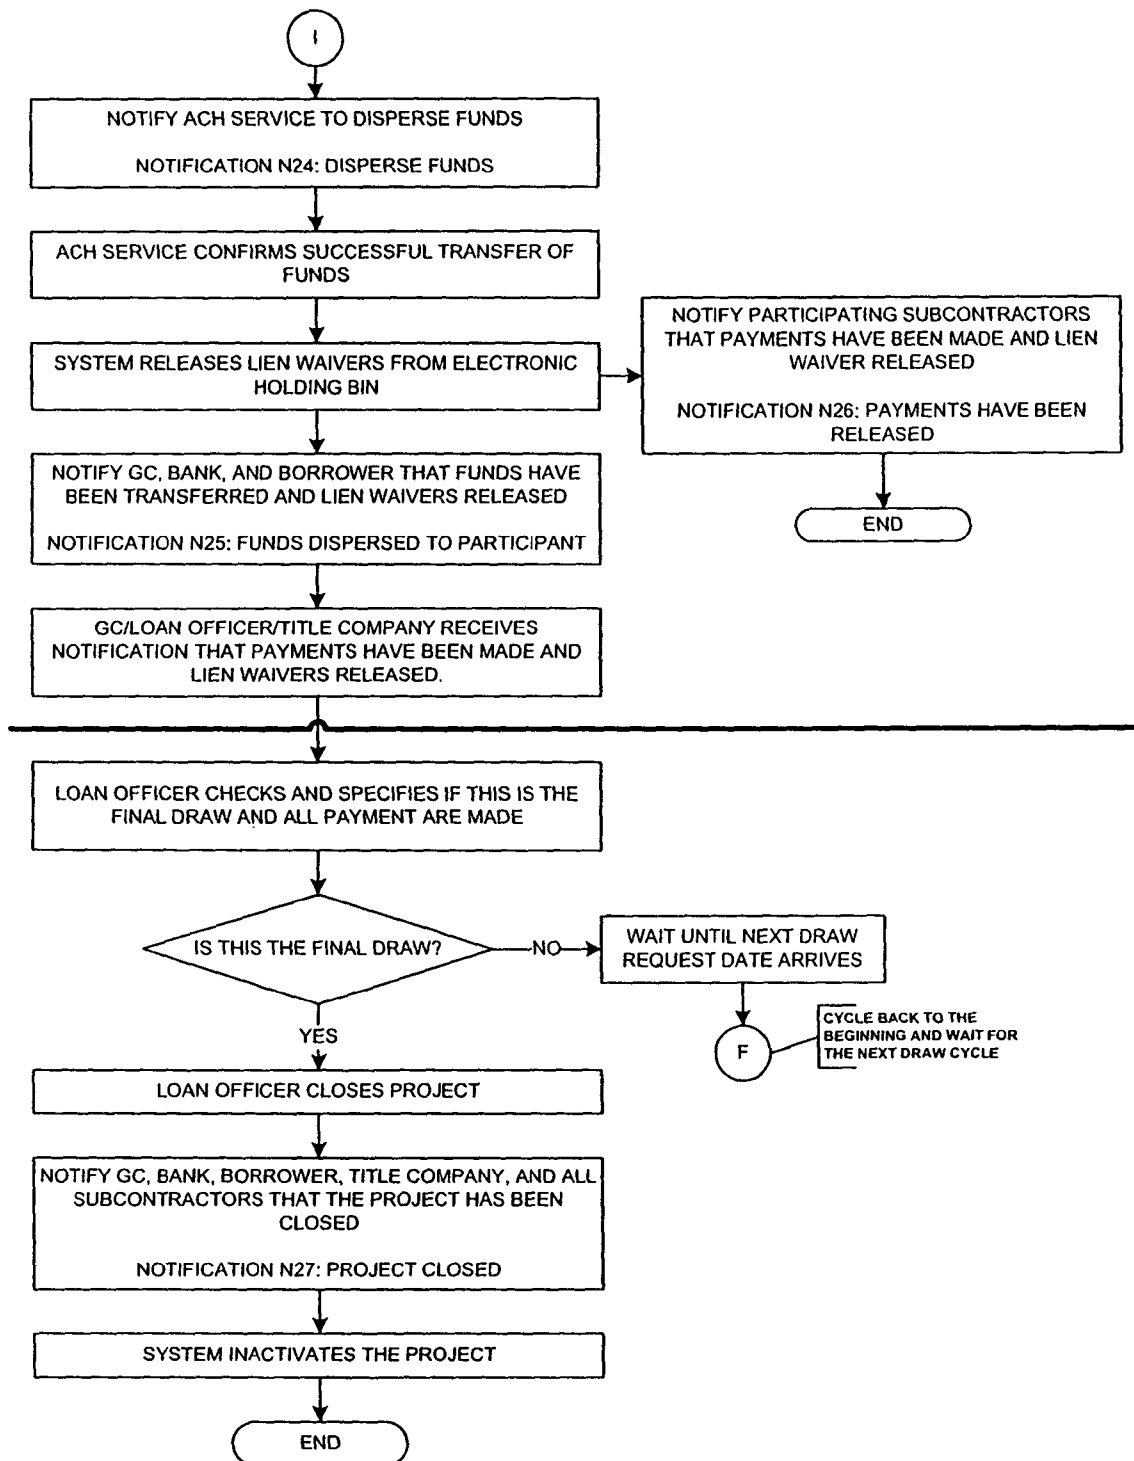 I
NOTIFY ACH SERVICE TO DISPERSE FUNDS
NOTIFICATION N24: DISPERSE FUNDS
ACH SERVICE CONFIRMS SUCCESSFUL TRANSFER OF
FUNDS
SYSTEM RELEASES LIEN WAIVERS FROM ELECTRONIC
HOLDING BIN
NOTIFY PARTICIPATING SUBCONTRACTORS
THAT PAYMENTS HAVE BEEN MADE AND LIEN
WAIVER RELEASED
NOTIFICATION N26: PAYMENTS HAVE BEEN
RELEASED
END
NOTIFY GC, BANK, AND BORROWER THAT FUNDS HAVE
BEEN TRANSFERRED AND LIEN WAIVERS RELEASED
NOTIFICATION N25: FUNDS DISPERSED TO PARTICIPANT
GC/LOAN OFFICER/TITLE COMPANY RECEIVES
NOTIFICATION THAT PAYMENTS HAVE BEEN MADE AND
LIEN WAIVERS RELEASED.
LOAN OFFICER CHECKS AND SPECIFIES IF THIS IS THE
FINAL DRAW AND ALL PAYMENT ARE MADE
IS THIS THE FINAL DRAW?
NO
WAIT UNTIL NEXT DRAW
REQUEST DATE ARRIVES
F
CYCLE BACK TO THE
BEGINNING AND WAIT FOR
THE NEXT DRAW CYCLE
YES
LOAN OFFICER CLOSES PROJECT
NOTIFY GC, BANK, BORROWER, TITLE COMPANY, AND ALL
SUBCONTRACTORS THAT THE PROJECT HAS BEEN
CLOSED
NOTIFICATION N27: PROJECT CLOSED
SYSTEM INACTIVATES THE PROJECT
END